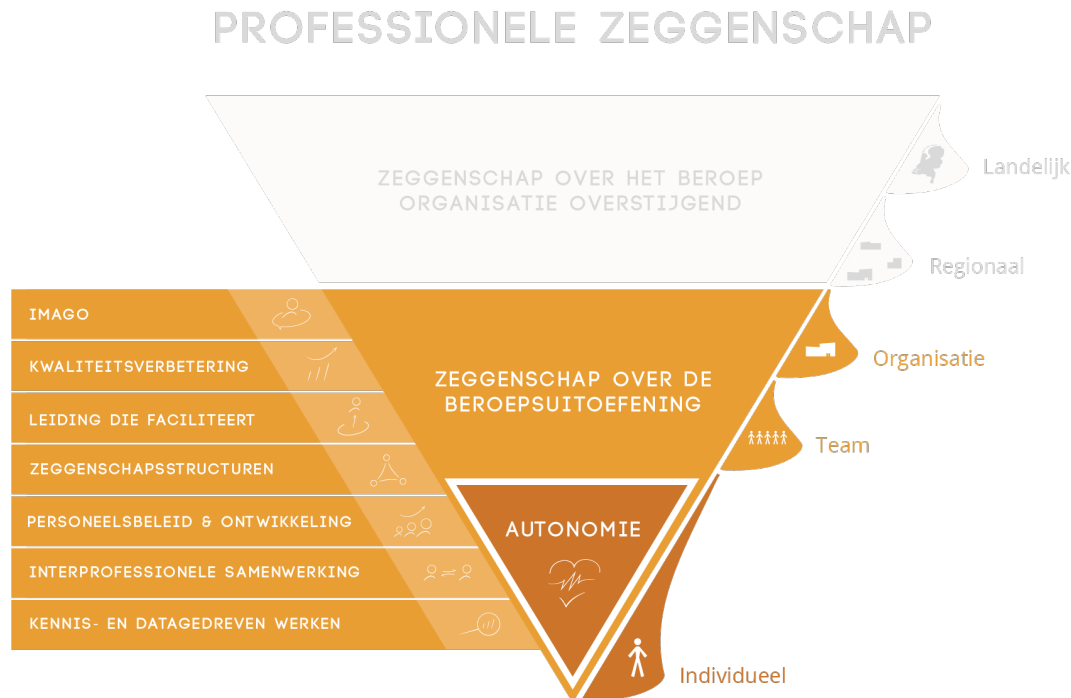 PROFESSIONELE ZEGGENSCHAP
ZEGGENSCHAP OVER HET BEROEP
ORGANISATIE OVERSTIJGEND
Landelijk
Regionaal
IMAGO
KWALITEITSVERBETERING
LEIDING DIE FACILITEERT
ZEGGENSCHAPSSTRUCTUREN
PERSONEELSBELEID & ONTWIKKELING
INTERPROFESSIONELE SAMENWERKING
KENNIS- EN DATAGEDREVEN WERKEN
ZEGGENSCHAP OVER DE
BEROEPSUITOEFENING
Organisatie
Team
AUTONOMIE
Individueel